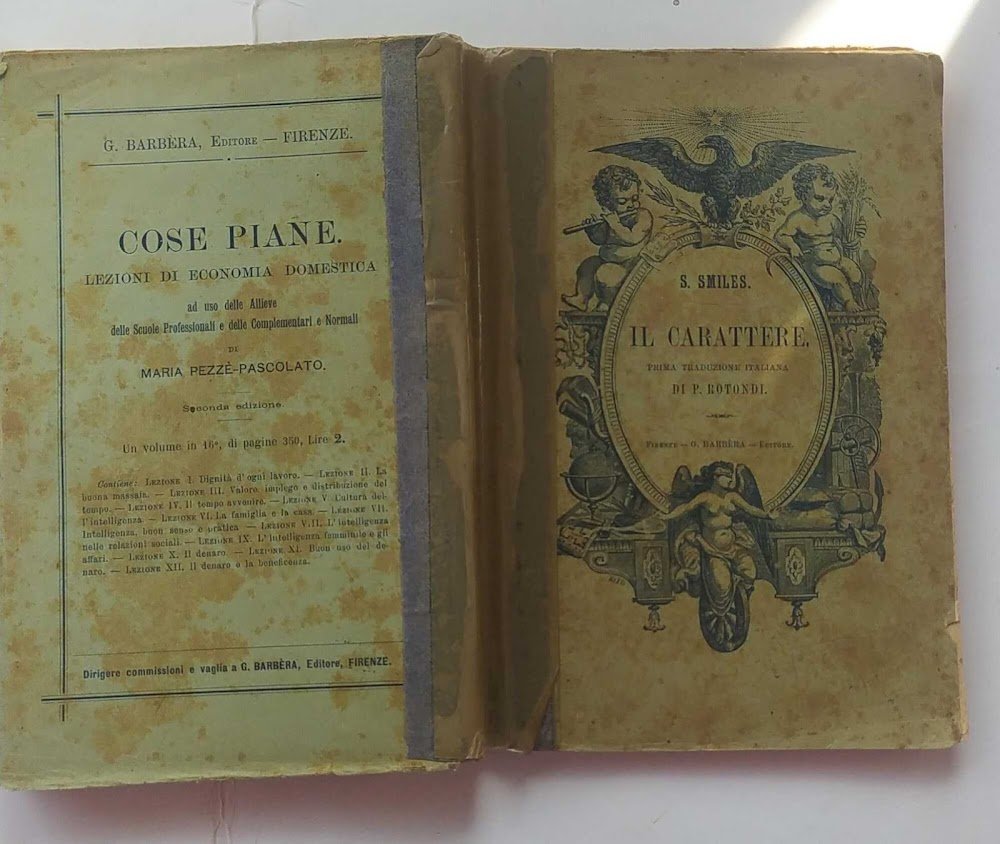 G. BARBÈRA, EDITORE — FIRENZE.
COSE PIANE.
LEZIONI DI ECONOMIA DOMESTICA
ad uso delle Allieve
delle Scuole Professionali e delle Complementari e Normali
DI
MARIA PEZZÈ-PASCOLATO.
Seconda edizione.
Un volume in 16°, di pagine 350, Lire 2.
Contiene: LEZIONE I. Dignità d'ogni lavoro. — LEZIONE II. La
buona massaia. — LEZIONE III. Valore, impiego e distribuzione del
tempo. — LEZIONE IV. Il tempo avvenire. — LEZIONE V. Cultura del-
l'intelligenza. — LEZIONE VI. La famiglia e la casa. — LEZIONE VII.
Intelligenza, buon senso e pratica — LEZIONE VIII. L'intelligenza
nelle relazioni sociali. — LEZIONE IX. L'intelligenza femminile e gli
affari. — LEZIONE X. Il denaro. — LEZIONE XI. Buon uso del de-
naro. — LEZIONE XII. Il denaro e la beneficenza.
Dirigere commissioni e vaglia a G. BARBÈRA, Editore, FIRENZE.
S. SMILES.
IL CARATTERE.
PRIMA TRADUZIONE ITALIANA
DI P. ROTONDI.
FIRENZE — G. BARBÈRA — EDITORE.